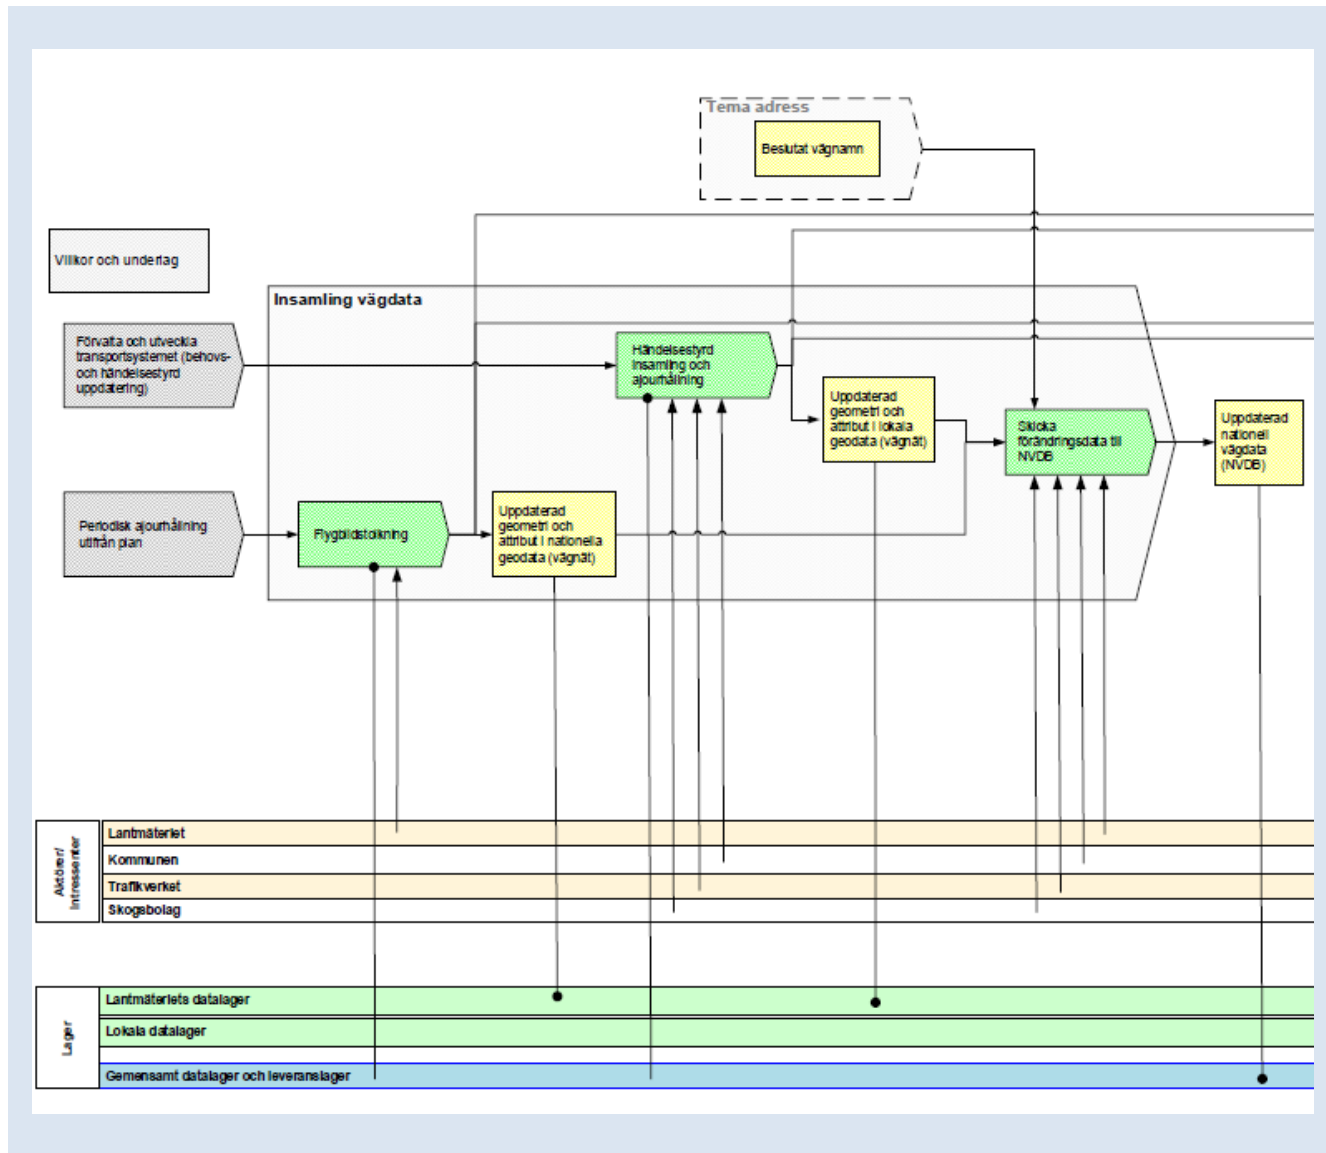 Tema adress
Beslutat vägnamn
Villkor och underlag
Insamling vägdata
Förvalta och utveckla
transportsystemet (behovs-
och händelsestyrd
uppdatering)
Händelsestyrd
insamling och
ajourhållning
Uppdaterad
geometri och
attribut i lokala
geodata (vägnät)
Skicka
förändringsdata till
NVDB
Uppdaterad
nationell
vägdata
(NVDB)
Periodisk ajourhållning
utifrån plan
Flygbildstolkning
Uppdaterad
geometri och
attribut i nationella
geodata (vägnät)
Aktörer/
Intressenter
Lantmäteriet
Kommunen
Trafikverket
Skogsbolag
Lager
Lantmäteriets datalager
Lokala datalager
Gemensamt datalager och leveranslager